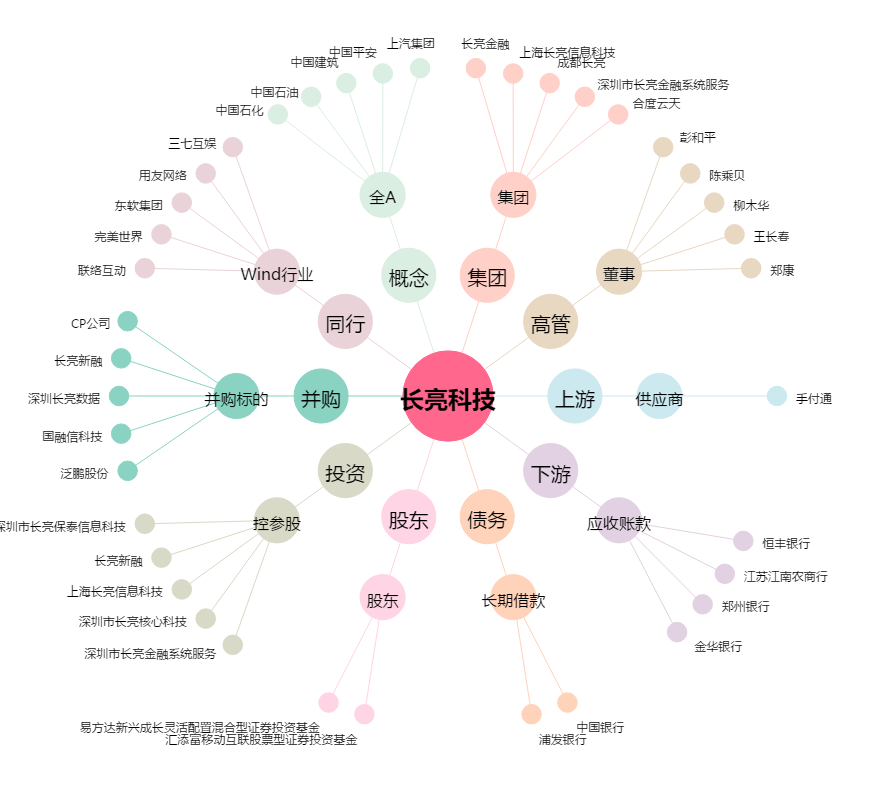 上汽集团
长亮金融
中国平安
上海长亮信息科技
中国建筑
成都长亮
中国石油
深圳市长亮金融系统服务
中国石化
合度云天
三七互娱
彭和平
用友网络
陈乘贝
全A
集团
东软集团
柳木华
完美世界
王长春
联络互动
Wind行业
概念
集团
董事
郑康
同行
高管
CP公司
长亮新融
深圳长亮数据
并购标的
并购
长亮科技
上游
供应商
手付通
国融信科技
泛鹏股份
投资
下游
深圳市长亮保泰信息科技
控参股
股东
债务
应收账款
恒丰银行
长亮新融
江苏江南农商行
上海长亮信息科技
股东
长期借款
郑州银行
深圳市长亮核心科技
金华银行
深圳市长亮金融系统服务
易方达新兴成长灵活配置混合型证券投资基金
中国银行
汇添富移动互联股票型证券投资基金
浦发银行